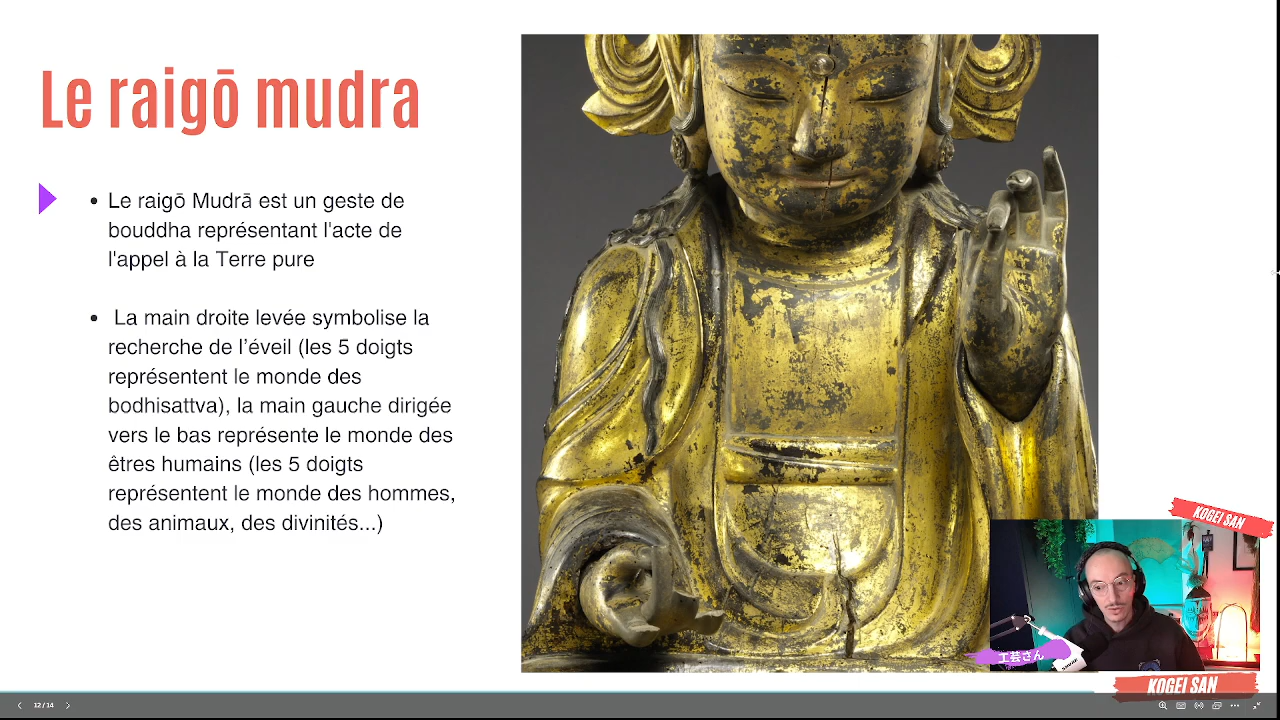 Le raigō mudra
Le raigō Mudrā est un geste de
bouddha représentant l'acte de
l'appel à la Terre pure
La main droite levée symbolise la
recherche de l’éveil (les 5 doigts
représentent le monde des
bodhisattva), la main gauche dirigée
vers le bas représente le monde des
êtres humains (les 5 doigts
représentent le monde des hommes,
des animaux, des divinités...)
KOGEI SAN
工芸さん
KOGEI SAN
12 / 14